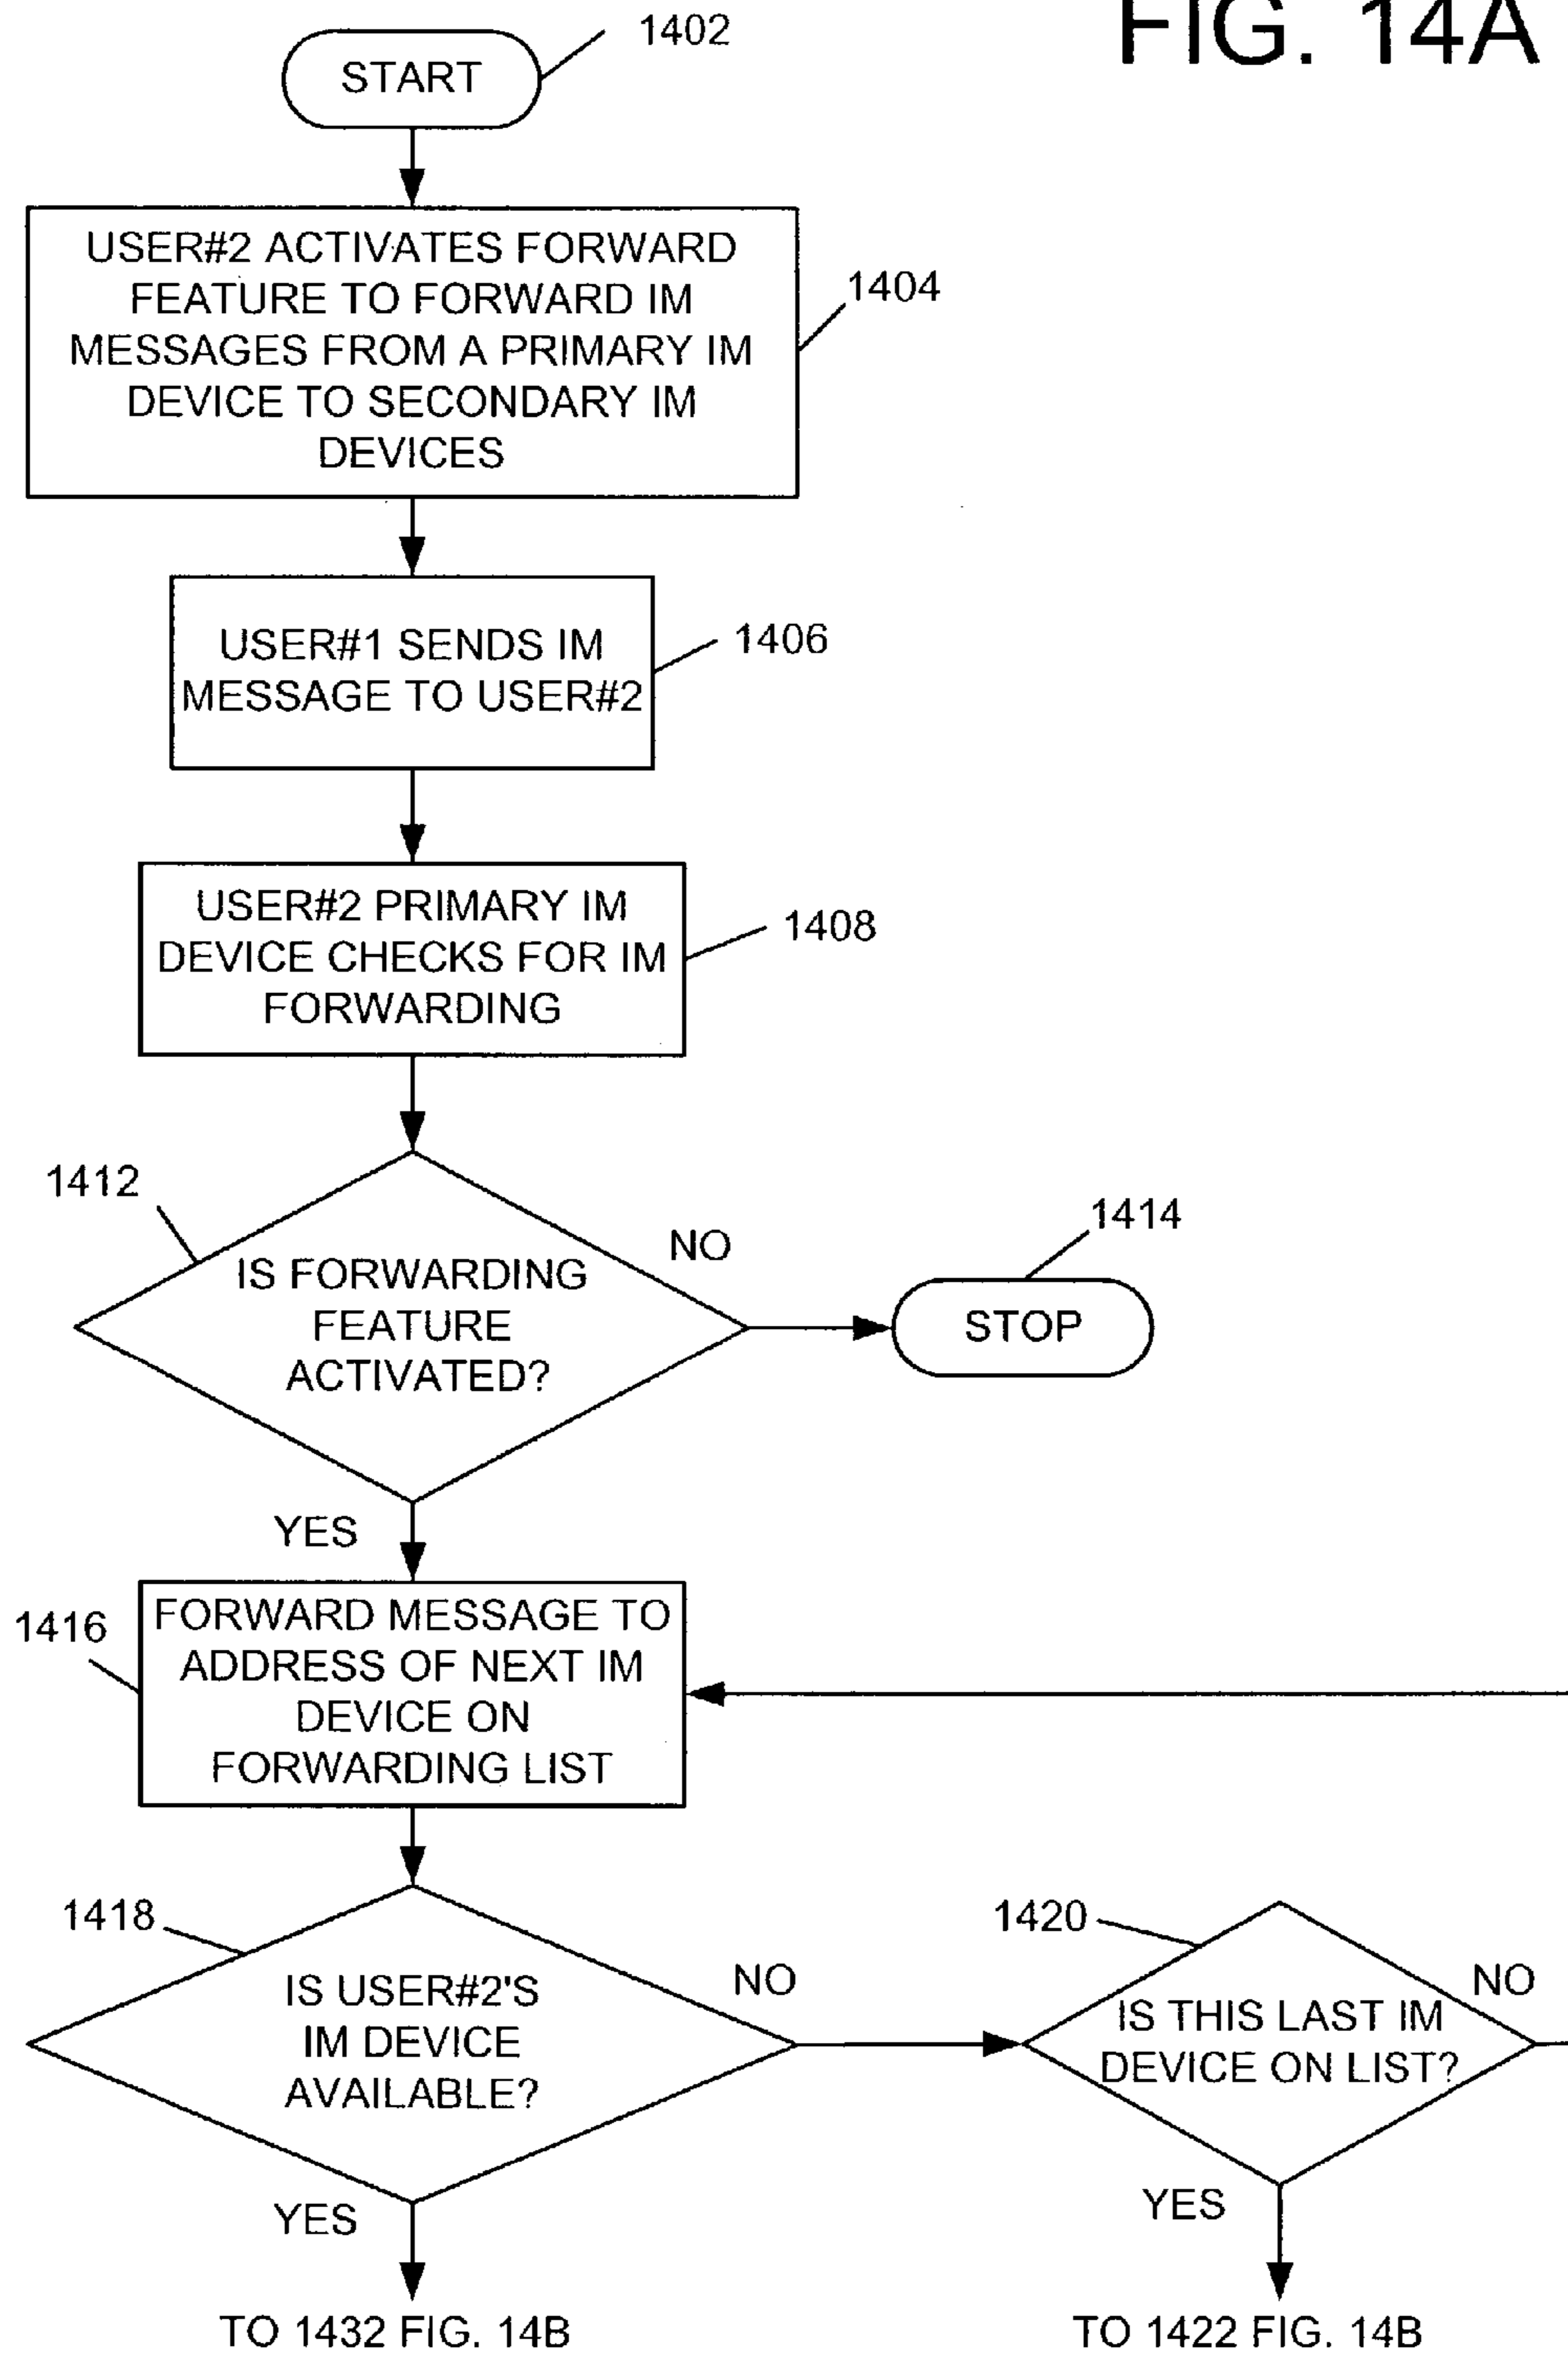 FIG. 14A
1402
START
USER#2 ACTIVATES FORWARD
FEATURE TO FORWARD IM
MESSAGES FROM A PRIMARY IM
DEVICE TO SECONDARY IM
DEVICES
1404
USER#1 SENDS IM
MESSAGE TO USER#2
1406
USER#2 PRIMARY IM
DEVICE CHECKS FOR IM
FORWARDING
1408
1412
IS FORWARDING
FEATURE
ACTIVATED?
NO
1414
STOP
YES
1416
FORWARD MESSAGE TO
ADDRESS OF NEXT IM
DEVICE ON
FORWARDING LIST
1418
IS USER#2'S
IM DEVICE
AVAILABLE?
NO
1420
IS THIS LAST IM
DEVICE ON LIST?
NO
YES
YES
TO 1432 FIG. 14B
TO 1422 FIG. 14B